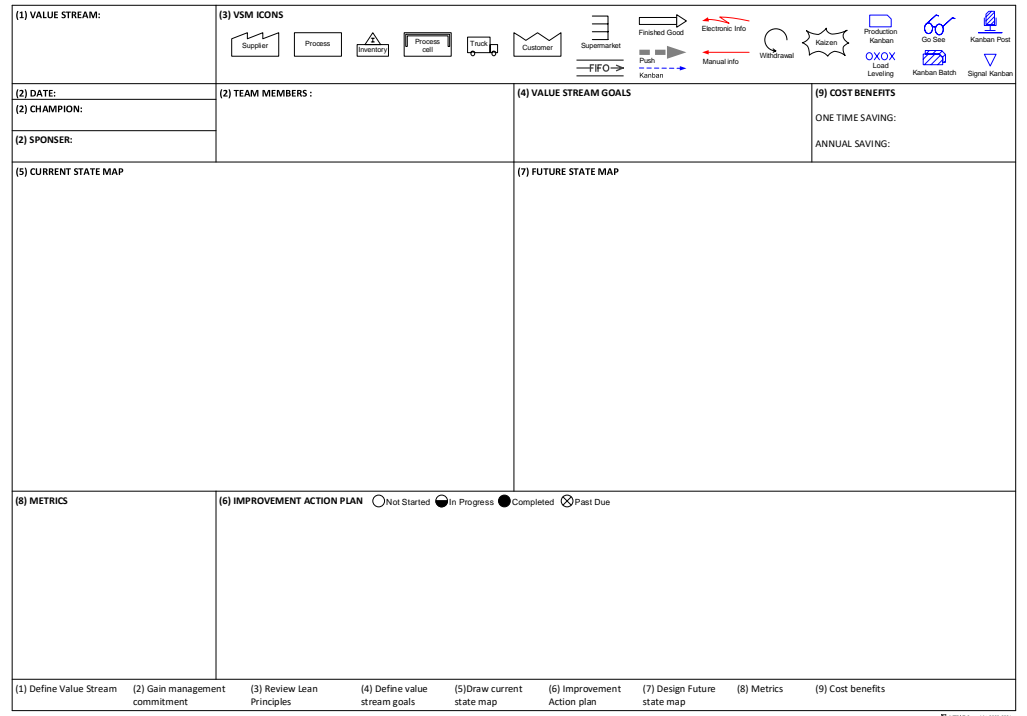 (1) VALUE STREAM:
(3) VSM ICONS
Supplier
Process
Inventory
Process
cell
Truck
Customer
Supermarket
FIFO
Finished Good
Push
Kanban
Electronic Info
Manual info
Withdrawal
Kaizen
Production
Kanban
OXOX
Load
Leveling
Go See
Kanban Batch
Kanban Post
Signal Kanban
(2) DATE:
(2) CHAMPION:
(2) SPONSER:
(2) TEAM MEMBERS :
(4) VALUE STREAM GOALS
(9) COST BENEFITS
ONE TIME SAVING:
ANNUAL SAVING:
(5) CURRENT STATE MAP
(7) FUTURE STATE MAP
(8) METRICS
(6) IMPROVEMENT ACTION PLAN Not Started In Progress Completed Past Due
(1) Define Value Stream
(2) Gain management
commitment
(3) Review Lean
Principles
(4) Define value
stream goals
(5)Draw current
state map
(6) Improvement
Action plan
(7) Design Future
state map
(8) Metrics
(9) Cost benefits